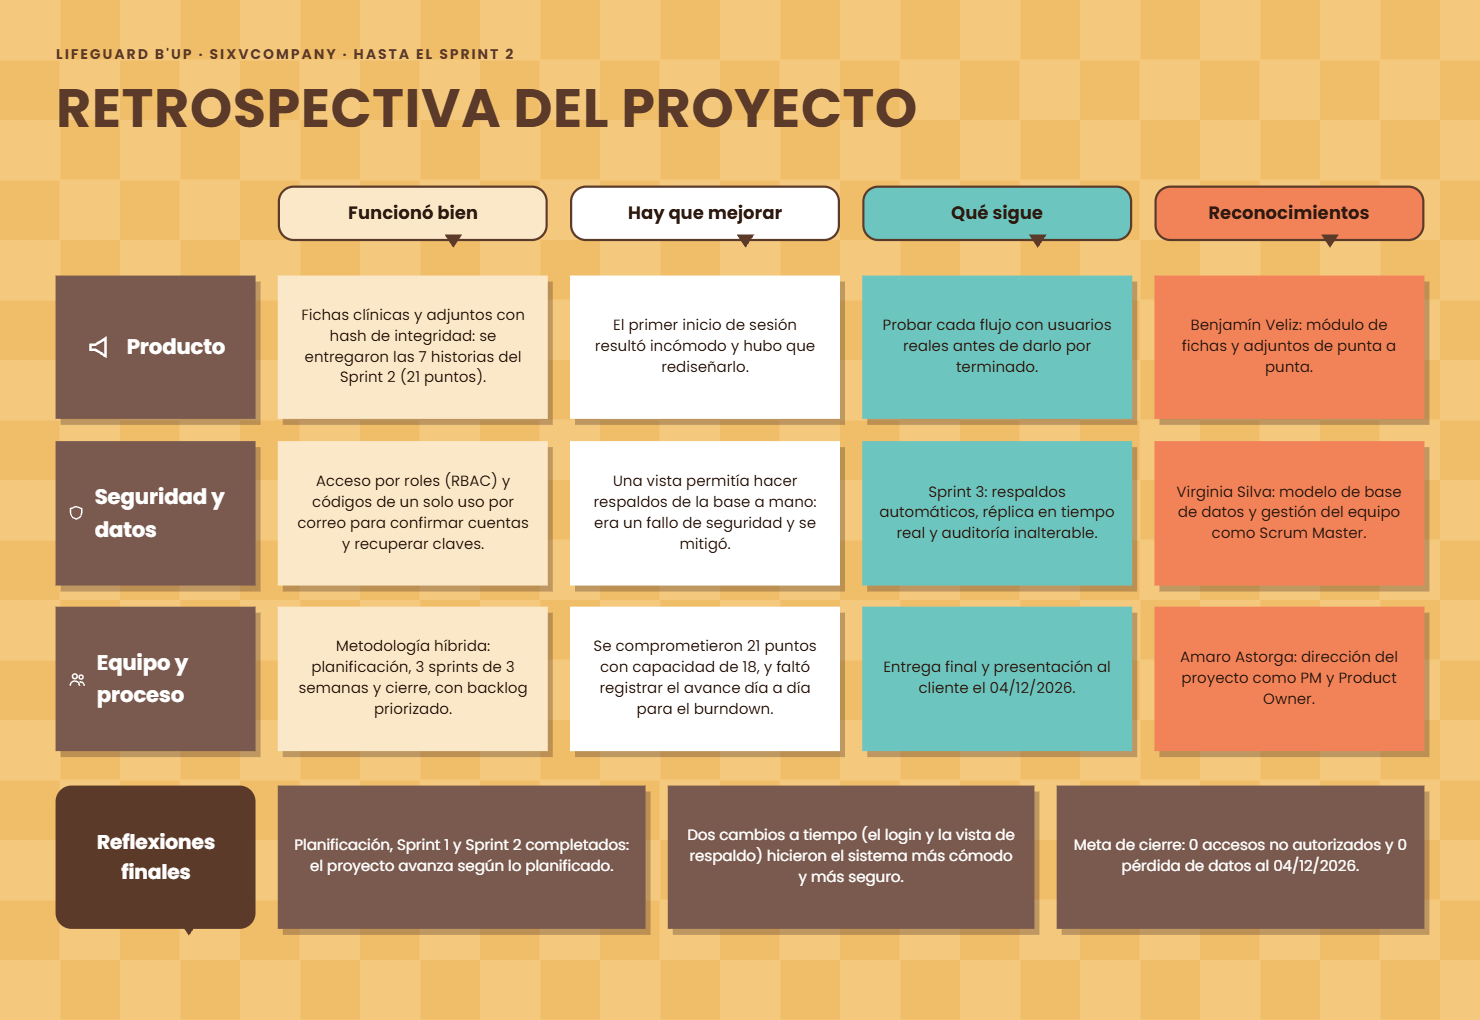 LIFEGUARD B'UP · SIXVCOMPANY · HASTA EL SPRINT 2
RETROSPECTIVA DEL PROYECTO
Funcionó bien
Hay que mejorar
Qué sigue
Reconocimientos
Producto
Fichas clínicas y adjuntos con
hash de integridad: se
entregaron las 7 historias del
Sprint 2 (21 puntos).
El primer inicio de sesión
resultó incómodo y hubo que
rediseñarlo.
Probar cada flujo con usuarios
reales antes de darlo por
terminado.
Benjamín Veliz: módulo de
fichas y adjuntos de punta a
punta.
Seguridad y
datos
Acceso por roles (RBAC) y
códigos de un solo uso por
correo para confirmar cuentas
y recuperar claves.
Una vista permitía hacer
respaldos de la base a mano:
era un fallo de seguridad y se
mitigó.
Sprint 3: respaldos
automáticos, réplica en tiempo
real y auditoría inalterable.
Virginia Silva: modelo de base
de datos y gestión del equipo
como Scrum Master.
Equipo y
proceso
Metodología híbrida:
planificación, 3 sprints de 3
semanas y cierre, con backlog
priorizado.
Se comprometieron 21 puntos
con capacidad de 18, y faltó
registrar el avance día a día
para el burndown.
Entrega final y presentación al
cliente el 04/12/2026.
Amaro Astorga: dirección del
proyecto como PM y Product
Owner.
Reflexiones
finales
Planificación, Sprint 1 y Sprint 2 completados:
el proyecto avanza según lo planificado.
Dos cambios a tiempo (el login y la vista de
respaldo) hicieron el sistema más cómodo
y más seguro.
Meta de cierre: 0 accesos no autorizados y 0
pérdida de datos al 04/12/2026.